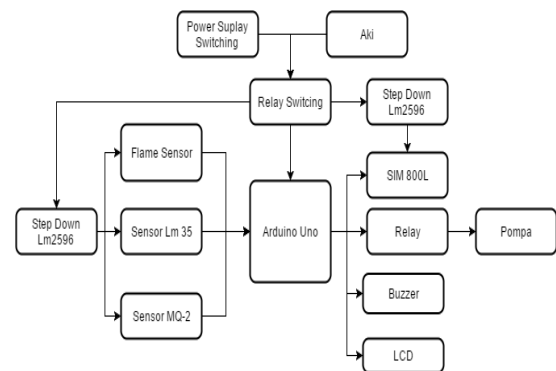 Power Suplay
Switching
Aki
Relay Switcing
Step Down
Lm2596
Flame Sensor
SIM 800L
Step Down
Lm2596
Sensor Lm 35
Arduino Uno
Relay
Pompa
Buzzer
Sensor MQ-2
LCD